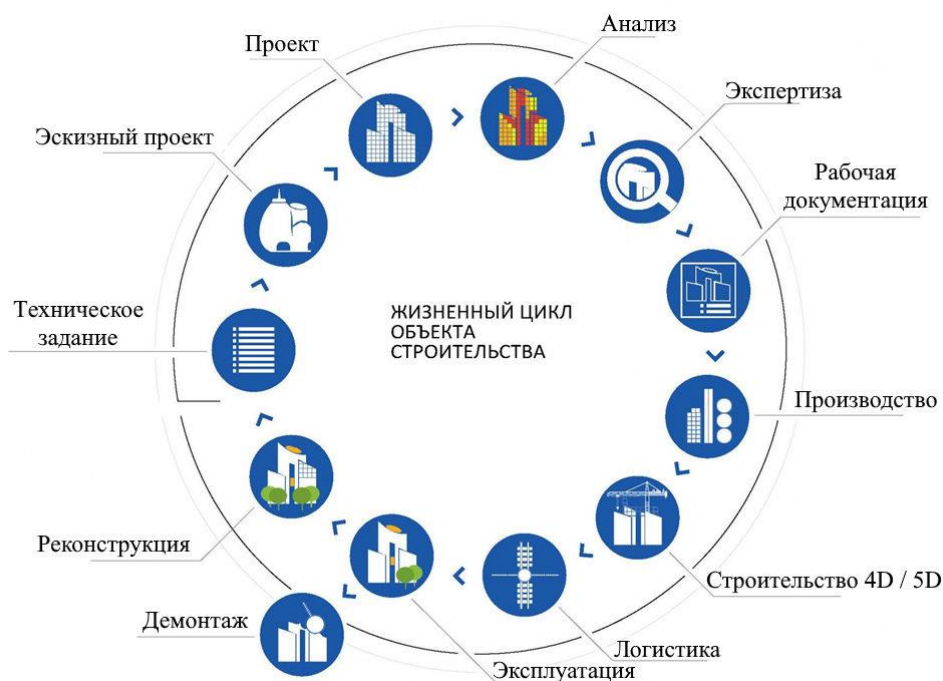 Проект
Анализ
Эскизный проект
Экспертиза
Рабочая
документация
Техническое
задание
ЖИЗНЕННЫЙ ЦИКЛ
ОБЪЕКТА
СТРОИТЕЛЬСТВА
Производство
Реконструкция
Строительство 4D / 5D
Демонтаж
Логистика
Эксплуатация